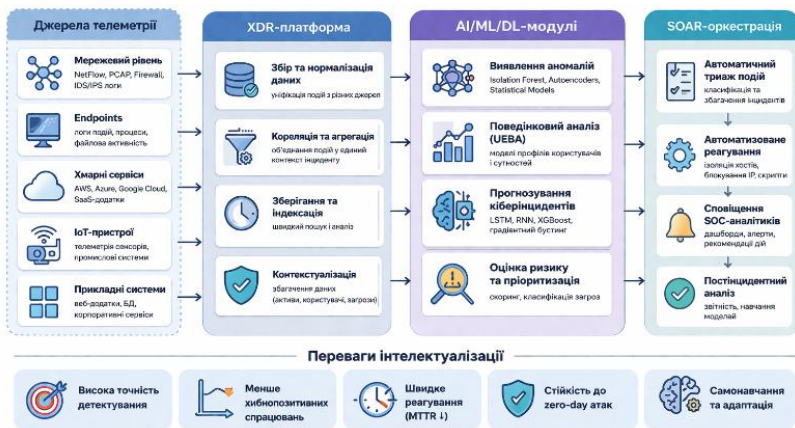 Джерела телеметрії
Мережевий рівень
NetFlow, PCAP, Firewall,
IDS/IPS логи
Endpoints
логи подій, процеси,
файлова активність
Хмарні сервіси
AWS, Azure, Google Cloud,
SaaS-додатки
IoT-пристрої
телеметрія сенсорів,
промислові системи
Прикладні системи
веб-додатки, БД,
корпоративні сервіси
XDR-платформа
Збір та нормалізація
даних
уніфікація подій з різних джерел
Кореляція та агрегація
об'єднання подій у єдиний
контекст інциденту
Зберігання та
індексація
швидкий пошук і аналіз
Контекстуалізація
збагачення даних
(активи, користувачі, загрози)
AI/ML/DL-модулі
Виявлення аномалій
Isolation Forest, Autoencoders,
Statistical Models
Поведінковий аналіз
(UEBA)
моделі профілів користувачів
і сутностей
Прогнозування
кіберінцидентів
LSTM, RNN, XGBoost,
градієнтний бустинг
Оцінка ризику
та пріоритизація
скоринг, класифікація загроз
SOAR-оркестрація
Автоматичний
триаж подій
класифікація та
збагачення інцидентів
Автоматизоване
реагування
ізоляція хостів,
блокування IP, скрипти
Сповіщення
SOC-аналітиків
дашборди, алерти,
рекомендації дій
Постінцидентний
аналіз
звітність, навчання
моделей
Переваги інтелектуалізації
Висока точність
детектування
Менше
хибнопозитивних
спрацювань
Швидке
реагування
(MTTR ↓)
Стійкість до
zero-day атак
Самонавчання
та адаптація